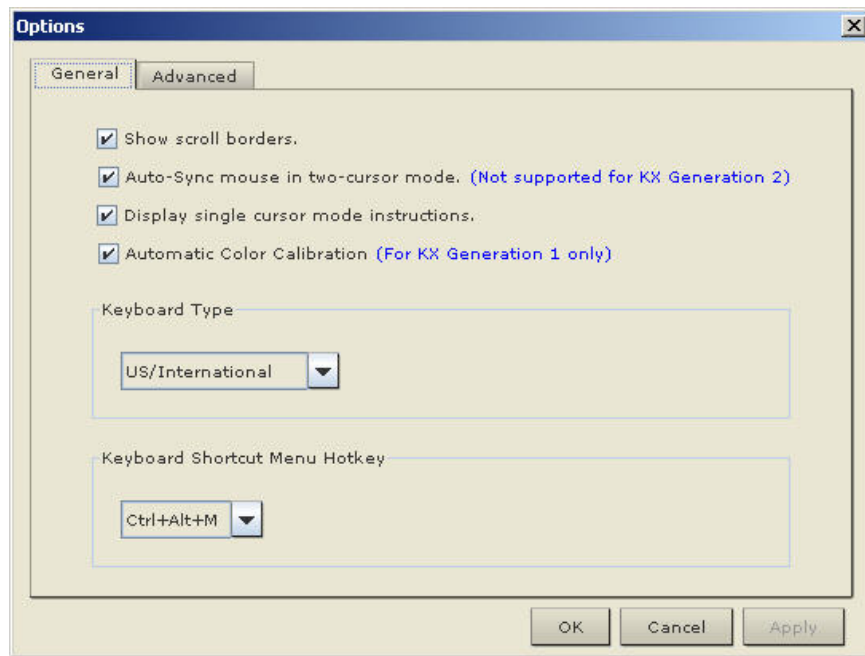 Options
General Advanced
Show scroll borders.
Auto-Sync mouse in two-cursor mode. (Not supported for KX Generation 2)
Display single cursor mode instructions.
Automatic Color Calibration (For KX Generation 1 only)
Keyboard Type
US/International
Keyboard Shortcut Menu Hotkey
Ctrl+Alt+M
OK Cancel Apply